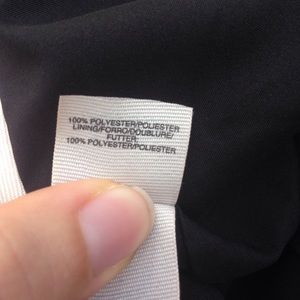 100% POLYESTER/POLIESTER
LINING/FORRO/DOUBLURE/
FUTTER:
100% POLYESTER/POLIESTER